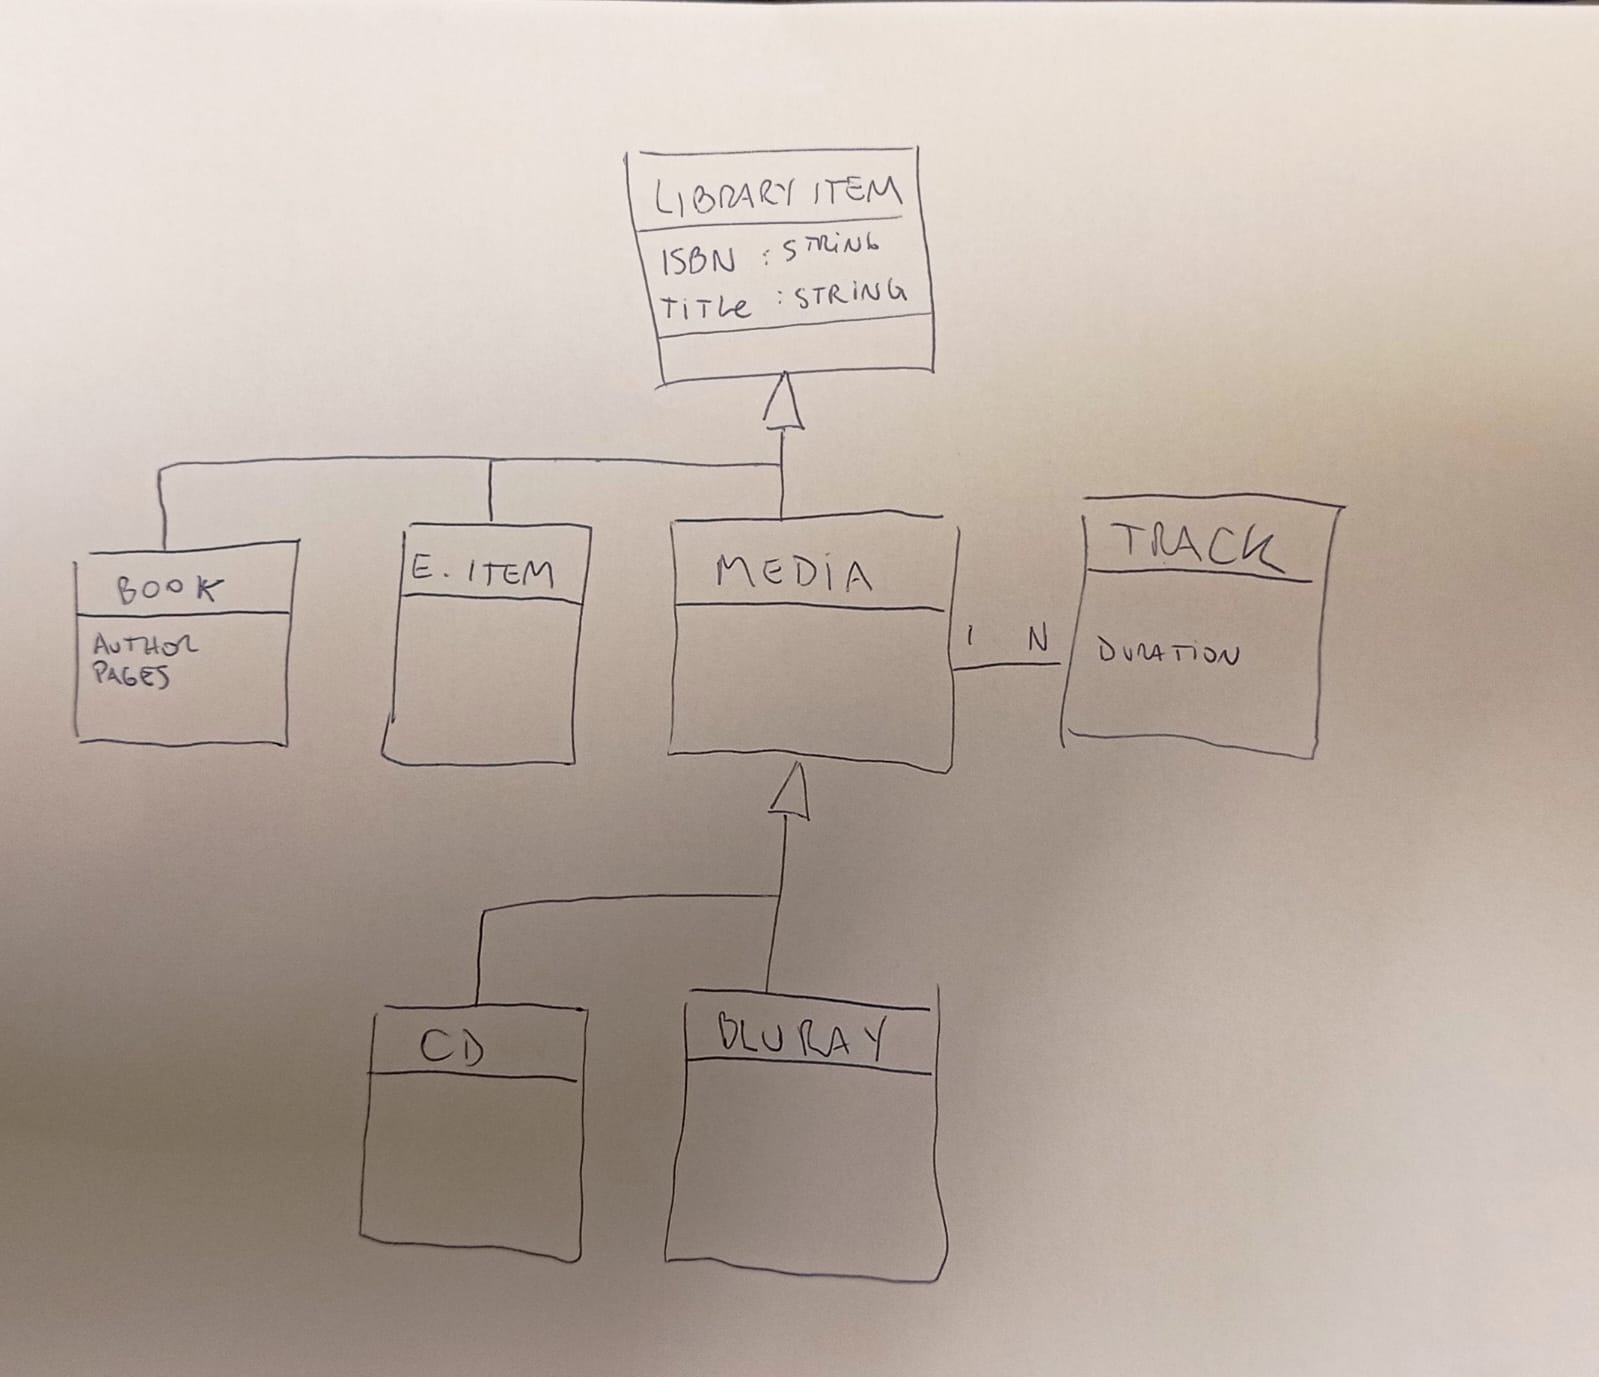 LIBRARY ITEM
ISBN : STRING
TITLE : STRING
BOOK
AUTHOR
PAGES
E. ITEM
MEDIA
1 N
TRACK
DURATION
CD
BLURAY